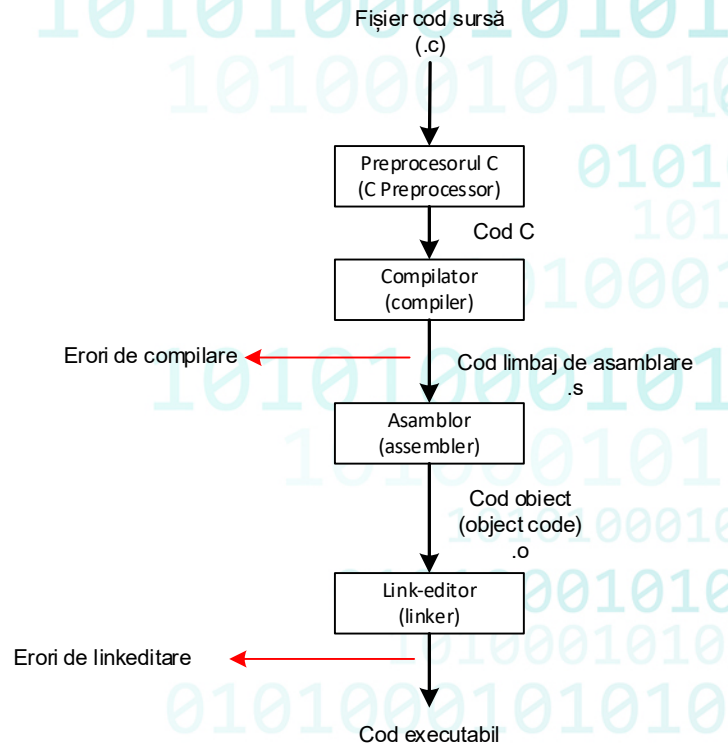 Fișier cod sursă
(.c)
Preprocesorul C
(C Preprocessor)
Cod C
Compilator
(compiler)
Erori de compilare
Cod limbaj de asamblare
.s
Asamblor
(assembler)
Cod obiect
(object code)
.o
Link-editor
(linker)
Erori de linkeditare
Cod executabil